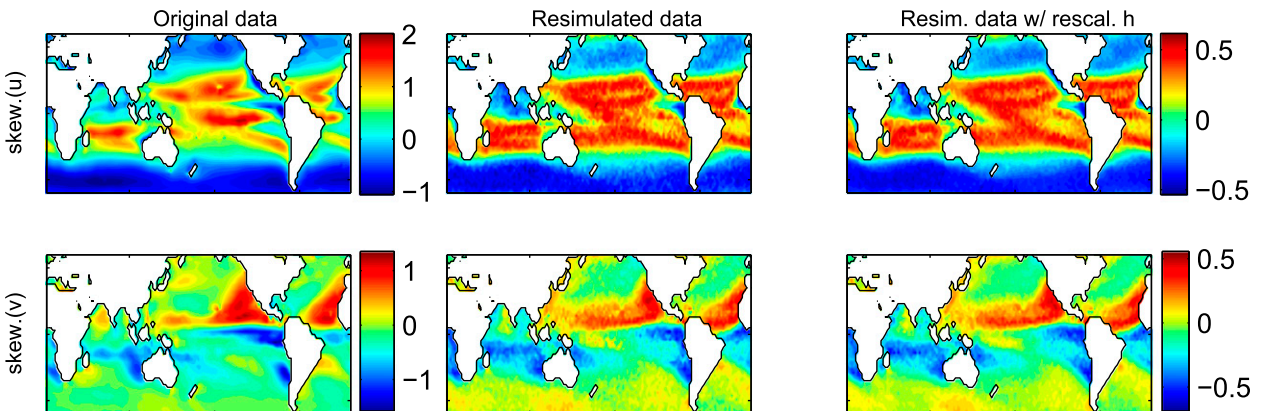 Original data
Resimulated data
Resim. data w/ rescal. h
skew.(u)
2
1
0
−1
0.5
0
−0.5
skew.(v)
1
0
−1
0.5
0
−0.5